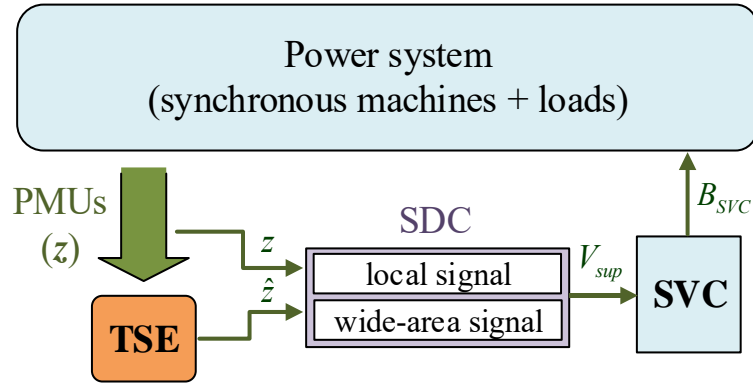 Power system
(synchronous machines + loads)
PMUs
(z)
SDC
B_SVC
z
local signal
V_sup
SVC
ẑ
wide-area signal
TSE